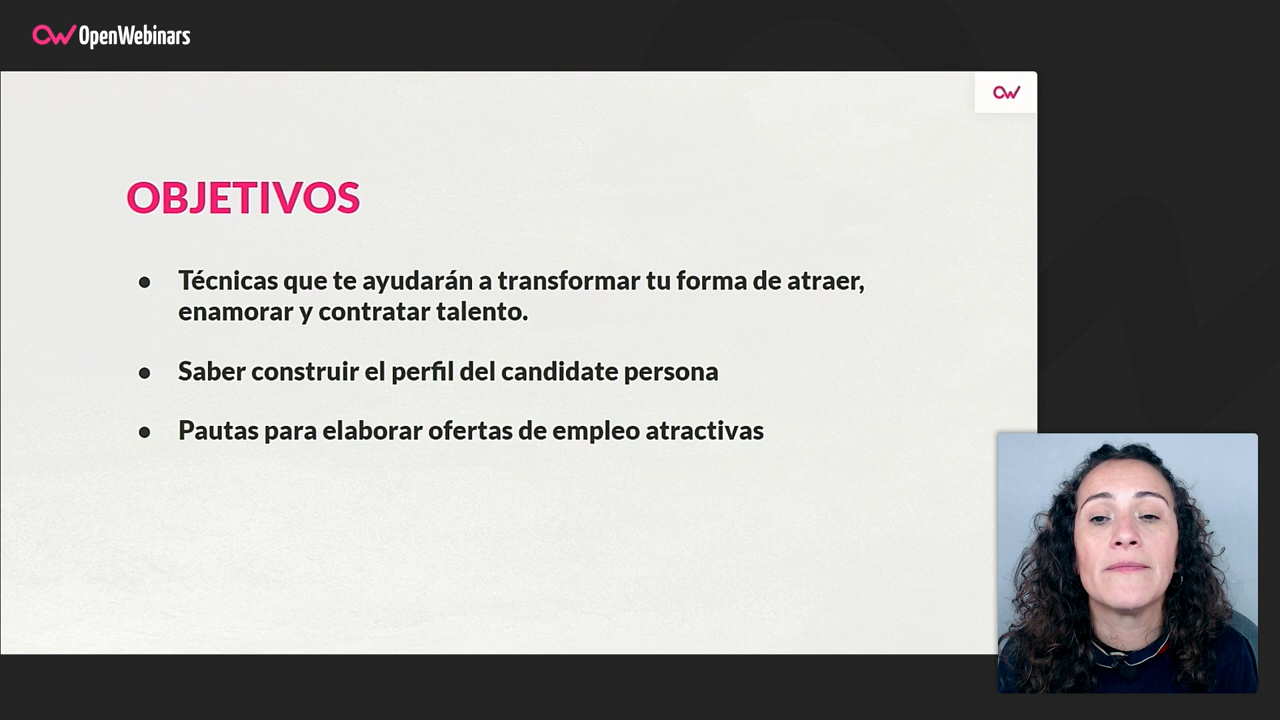 OpenWebinars
OBJETIVOS
● Técnicas que te ayudarán a transformar tu forma de atraer,
enamorar y contratar talento.
● Saber construir el perfil del candidate persona
● Pautas para elaborar ofertas de empleo atractivas